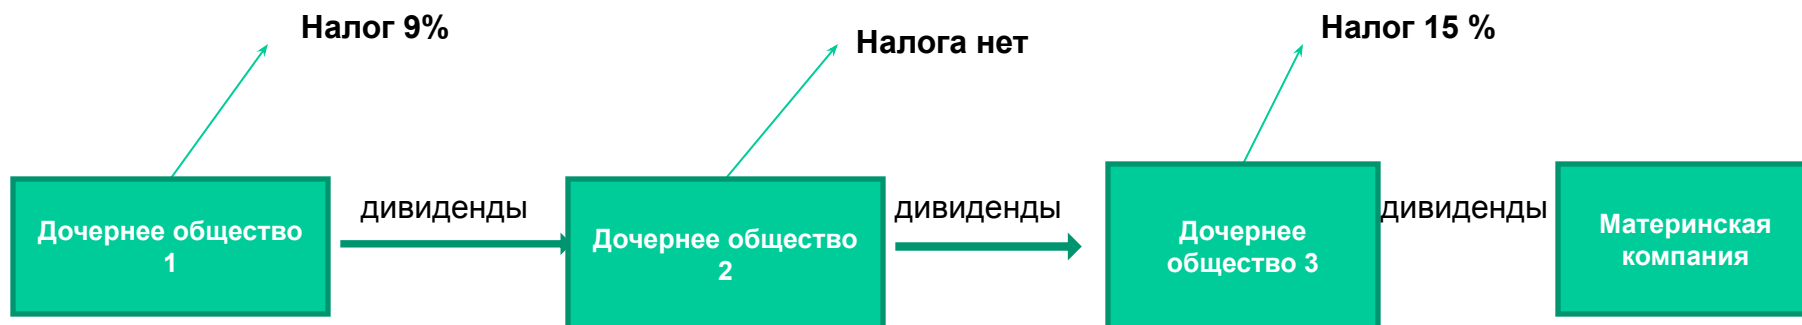 Налог 9%
Налога нет
Налог 15 %
Дочернее общество
1
дивиденды
Дочернее общество
2
дивиденды
Дочернее
общество 3
дивиденды
Материнская
компания